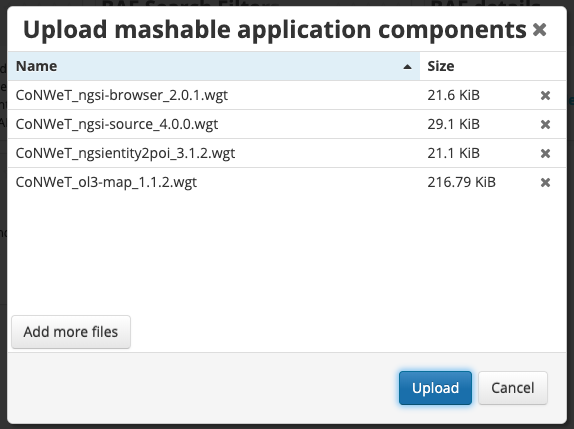 Upload mashable application components
Name Size
CoNWeT_ngsi-browser_2.0.1.wgt 21.6 KiB
CoNWeT_ngsi-source_4.0.0.wgt 29.1 KiB
CoNWeT_ngsientity2poi_3.1.2.wgt 21.1 KiB
CoNWeT_ol3-map_1.1.2.wgt 216.79 KiB
Add more files
Upload Cancel